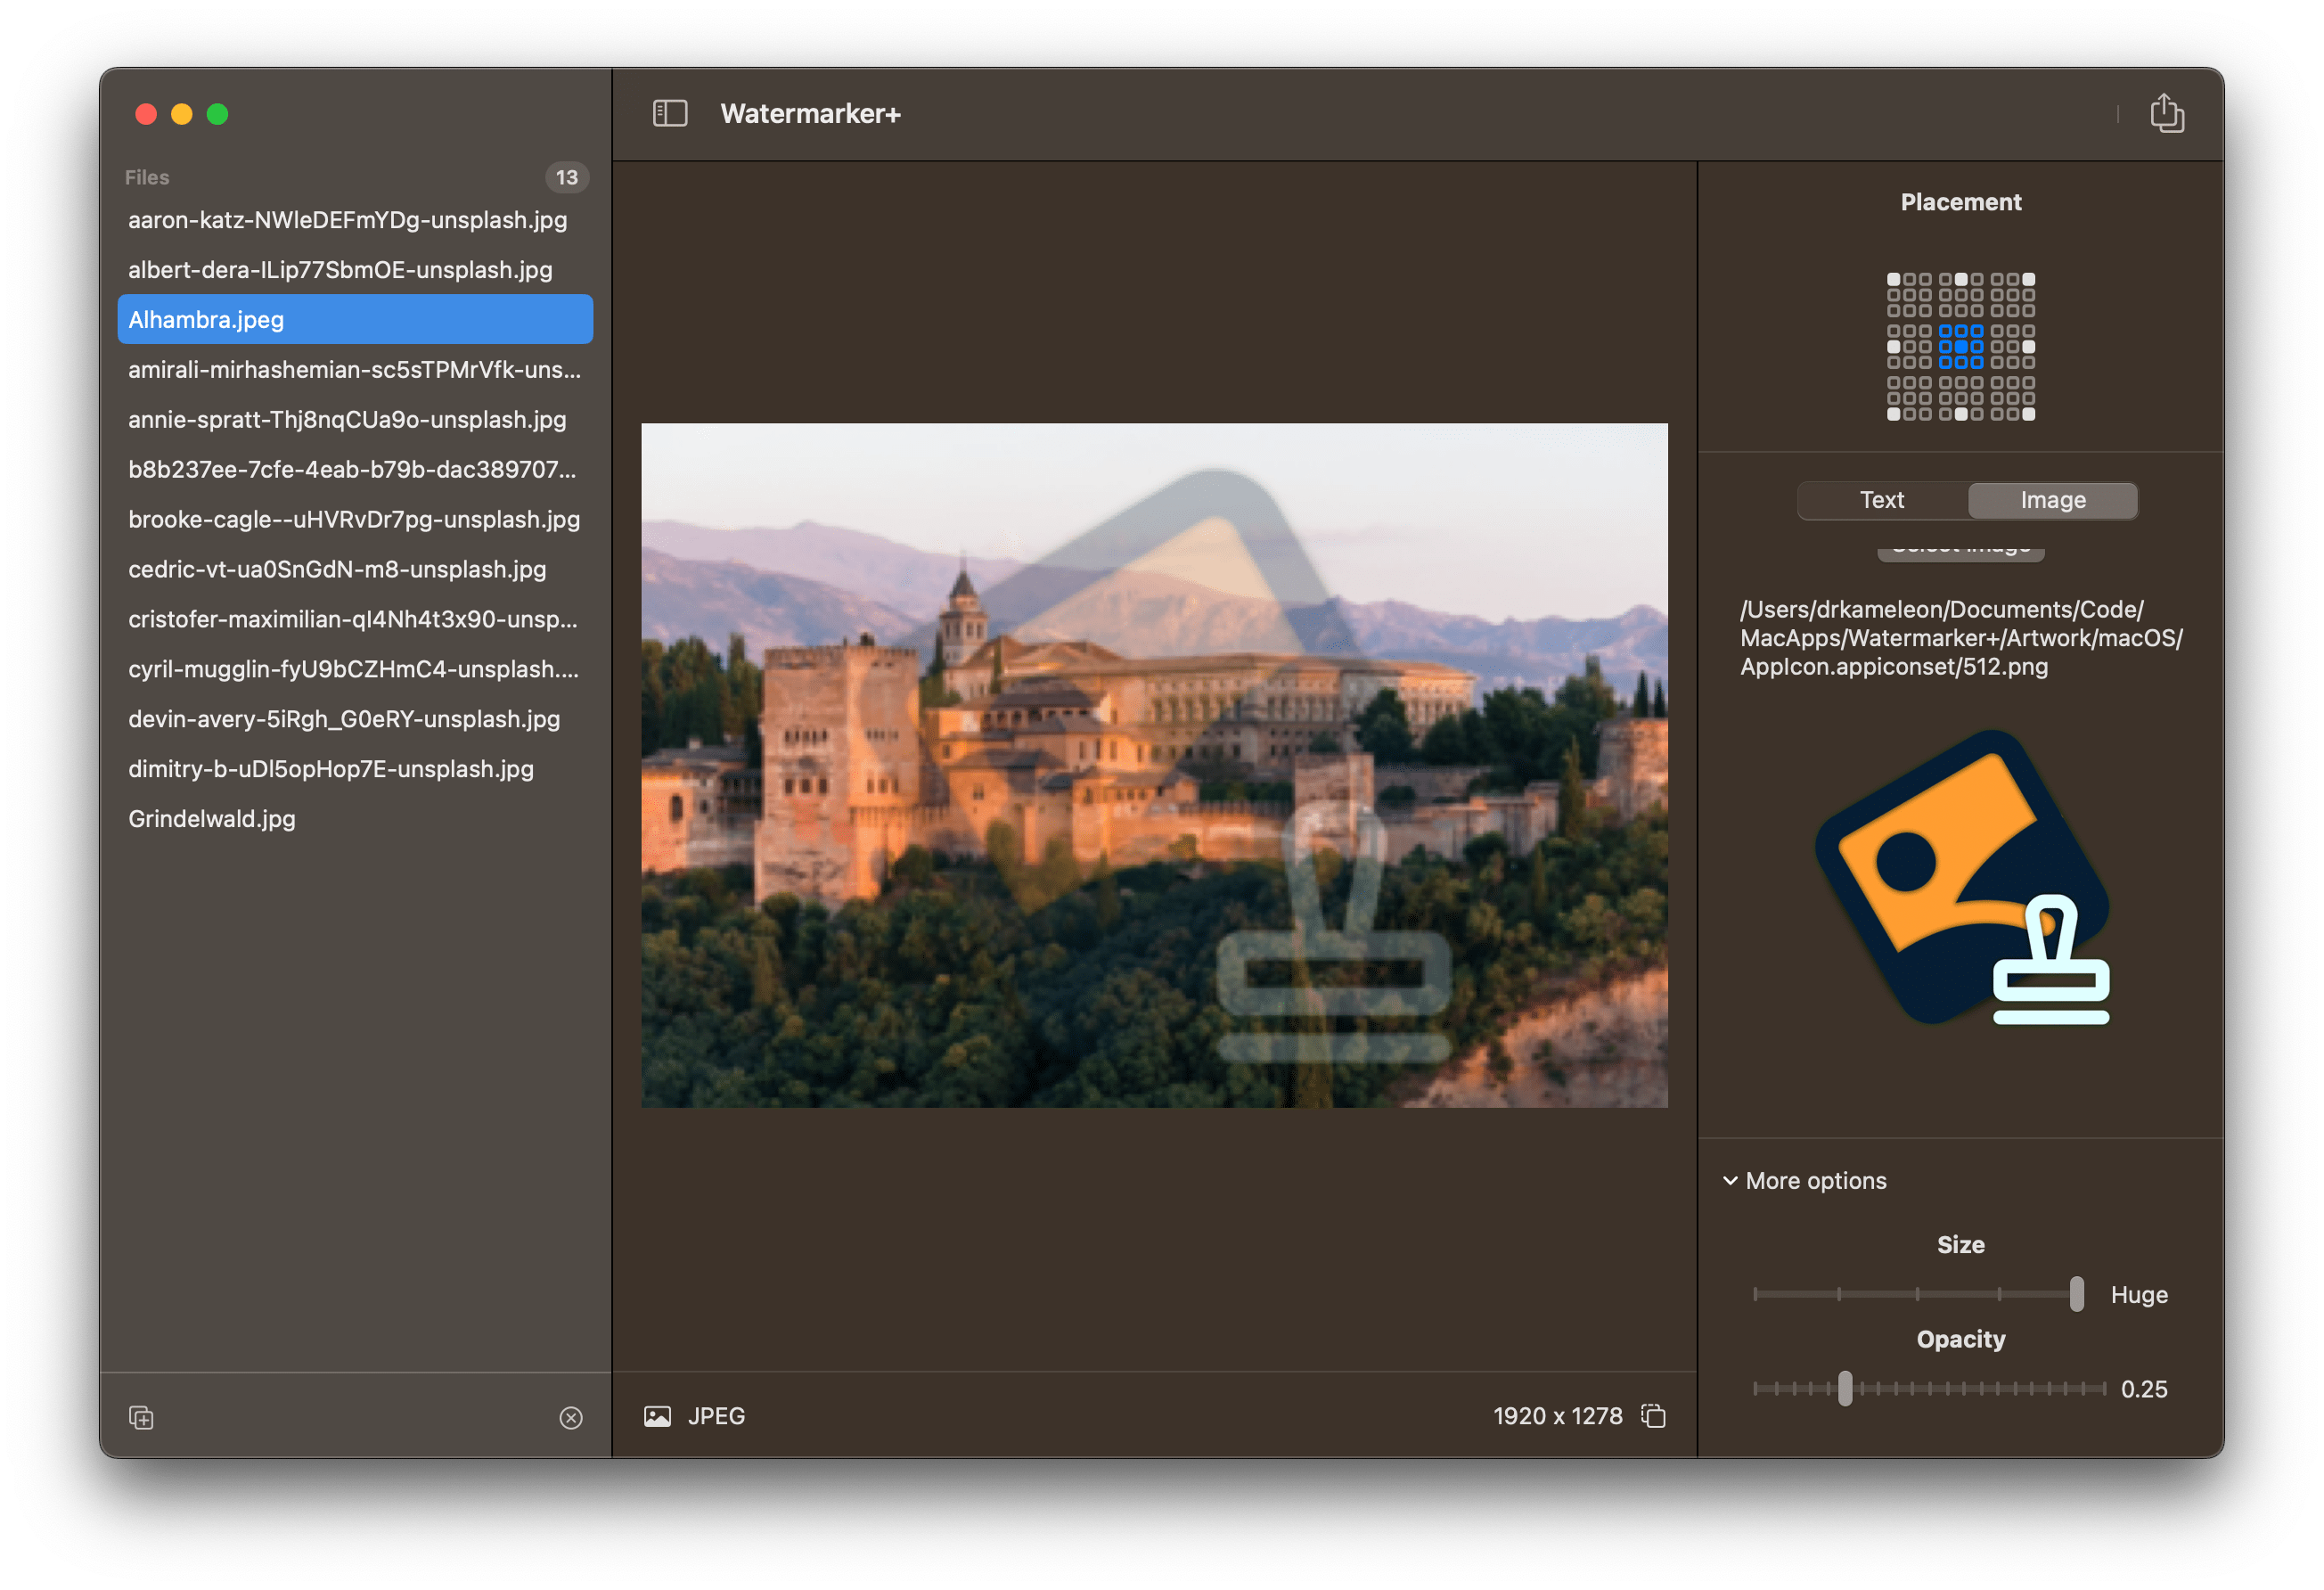 Watermarker+
Files
13
aaron-katz-NWleDEFmYDg-unsplash.jpg
albert-dera-ILip77SbmOE-unsplash.jpg
Alhambra.jpeg
amirali-mirhashemian-sc5sTPMrVfk-uns...
annie-spratt-Thj8nqCUa9o-unsplash.jpg
b8b237ee-7cfe-4eab-b79b-dac389707...
brooke-cagle--uHVRvDr7pg-unsplash.jpg
cedric-vt-ua0SnGdN-m8-unsplash.jpg
cristofer-maximilian-qI4Nh4t3x90-unsp...
cyril-mugglin-fyU9bCZHmC4-unsplash....
devin-avery-5iRgh_G0eRY-unsplash.jpg
dimitry-b-uDl5opHop7E-unsplash.jpg
Grindelwald.jpg
JPEG
1920 x 1278
Placement
Text
Image
Select Image
/Users/drkameleon/Documents/Code/
MacApps/Watermarker+/Artwork/macOS/
AppIcon.appiconset/512.png
More options
Size
Huge
Opacity
0.25